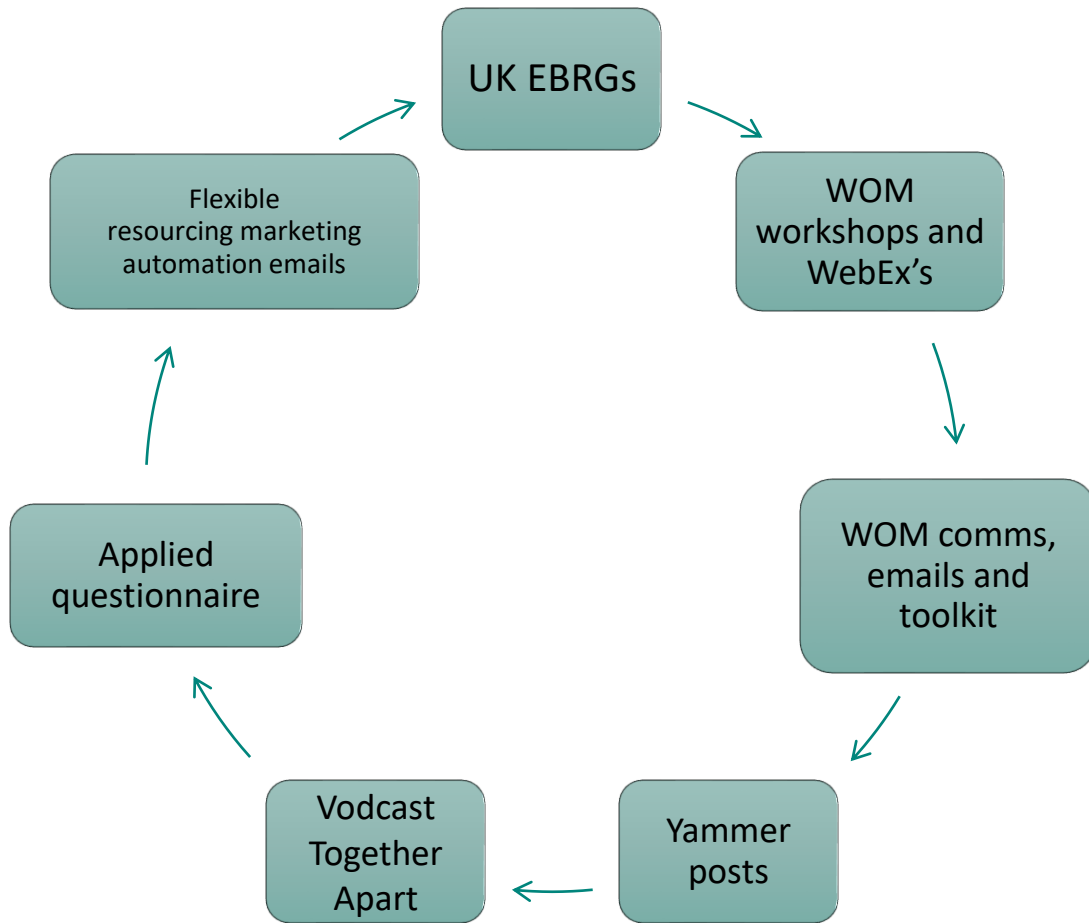 UK EBRGs
WOM
workshops and
WebEx’s
WOM comms,
emails and
toolkit
Yammer
posts
Vodcast
Together
Apart
Applied
questionnaire
Flexible
resourcing marketing
automation emails